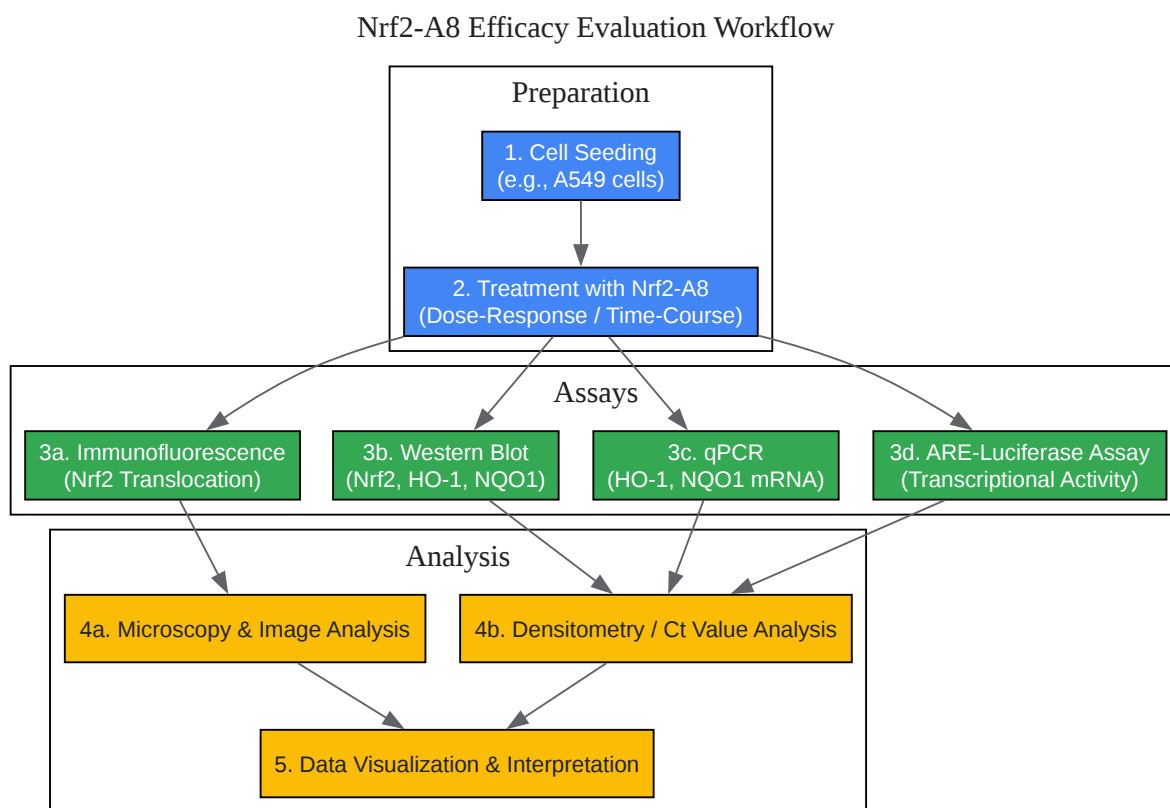 Nrf2-A8 Efficacy Evaluation Workflow
Preparation
1. Cell Seeding
(e.g., A549 cells)
2. Treatment with Nrf2-A8
(Dose-Response / Time-Course)
Assays
3a. Immunofluorescence
(Nrf2 Translocation)
3b. Western Blot
(Nrf2, HO-1, NQO1)
3c. qPCR
(HO-1, NQO1 mRNA)
3d. ARE-Luciferase Assay
(Transcriptional Activity)
Analysis
4a. Microscopy & Image Analysis
4b. Densitometry / Ct Value Analysis
5. Data Visualization & Interpretation